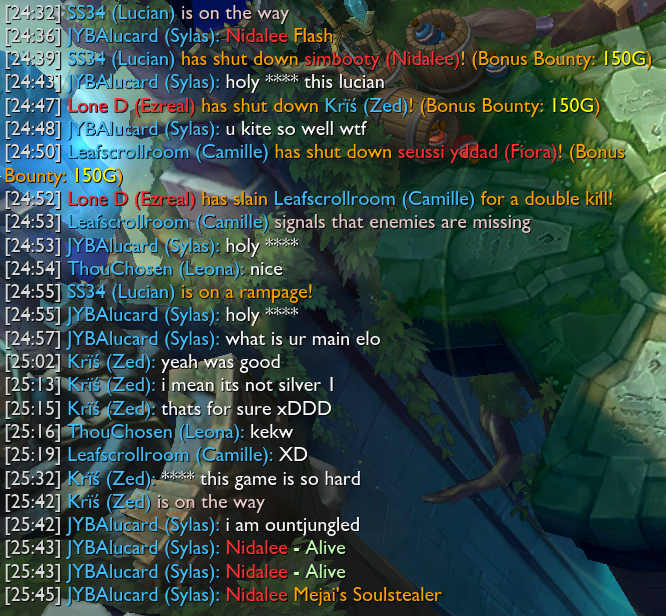 [24:32] SS34 (Lucian) is on the way
[24:36] JYBAlucard (Sylas): Nidalee Flash
[24:39] SS34 (Lucian) has shut down simbooty (Nidalee)! (Bonus Bounty: 150G)
[24:43] JYBAlucard (Sylas): holy **** this lucian
[24:47] Lone D (Ezreal) has shut down Krïś (Zed)! (Bonus Bounty: 150G)
[24:48] JYBAlucard (Sylas): u kite so well wtf
[24:50] Leafscrollroom (Camille) has shut down seussi yddad (Fiora)! (Bonus
Bounty: 150G)
[24:52] Lone D (Ezreal) has slain Leafscrollroom (Camille) for a double kill!
[24:53] Leafscrollroom (Camille) signals that enemies are missing
[24:53] JYBAlucard (Sylas): holy ****
[24:54] ThouChosen (Leona): nice
[24:55] SS34 (Lucian) is on a rampage!
[24:55] JYBAlucard (Sylas): holy ****
[24:57] JYBAlucard (Sylas): what is ur main elo
[25:02] Krïś (Zed): yeah was good
[25:13] Krïś (Zed): i mean its not silver 1
[25:15] Krïś (Zed): thats for sure xDDD
[25:16] ThouChosen (Leona): kekw
[25:19] Leafscrollroom (Camille): XD
[25:32] Krïś (Zed): **** this game is so hard
[25:42] Krïś (Zed) is on the way
[25:42] JYBAlucard (Sylas): i am ountjungled
[25:43] JYBAlucard (Sylas): Nidalee - Alive
[25:43] JYBAlucard (Sylas): Nidalee - Alive
[25:45] JYBAlucard (Sylas): Nidalee Mejai's Soulstealer